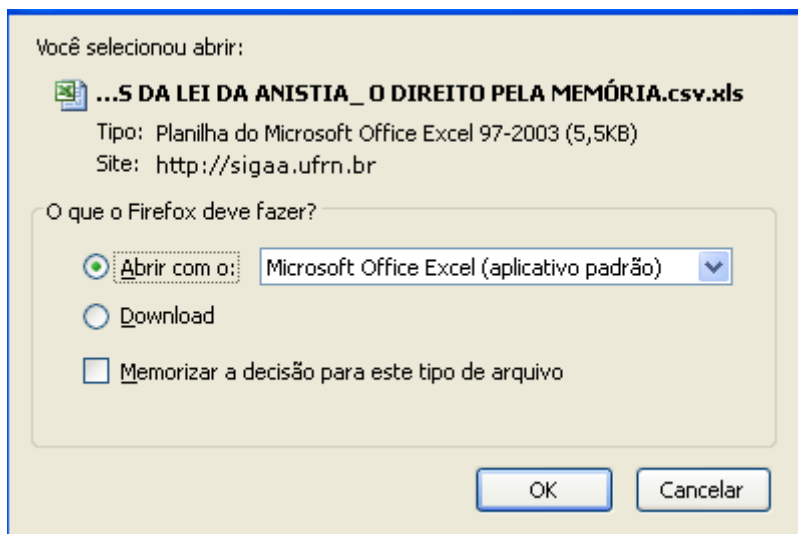 Você selecionou abrir:
...S DA LEI DA ANISTIA_ O DIREITO PELA MEMÓRIA.csv.xls
Tipo: Planilha do Microsoft Office Excel 97-2003 (5,5KB)
Site: http://sigaa.ufrn.br
O que o Firefox deve fazer?
Abrir com o: Microsoft Office Excel (aplicativo padrão)
Download
Memorizar a decisão para este tipo de arquivo
OK Cancelar